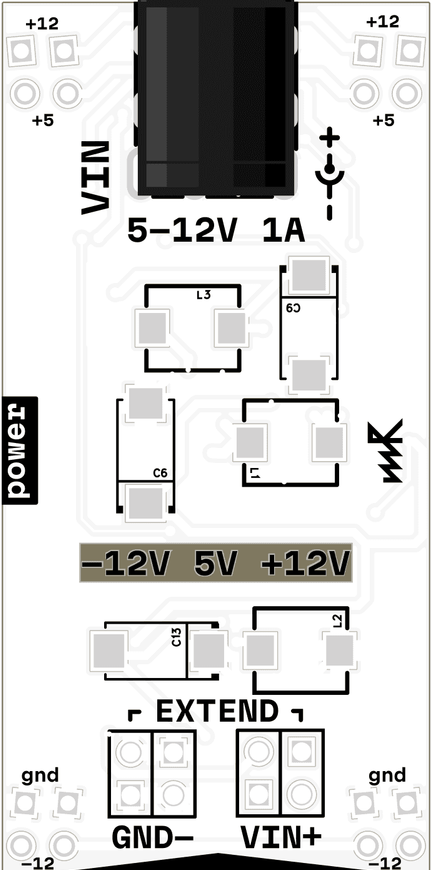 +12 +12
+5 +5
VIN
5-12V 1A
L3
C9
power
C6
L1
-12V 5V +12V
C13
L2
EXTEND
gnd gnd
GND- VIN+
-12 -12